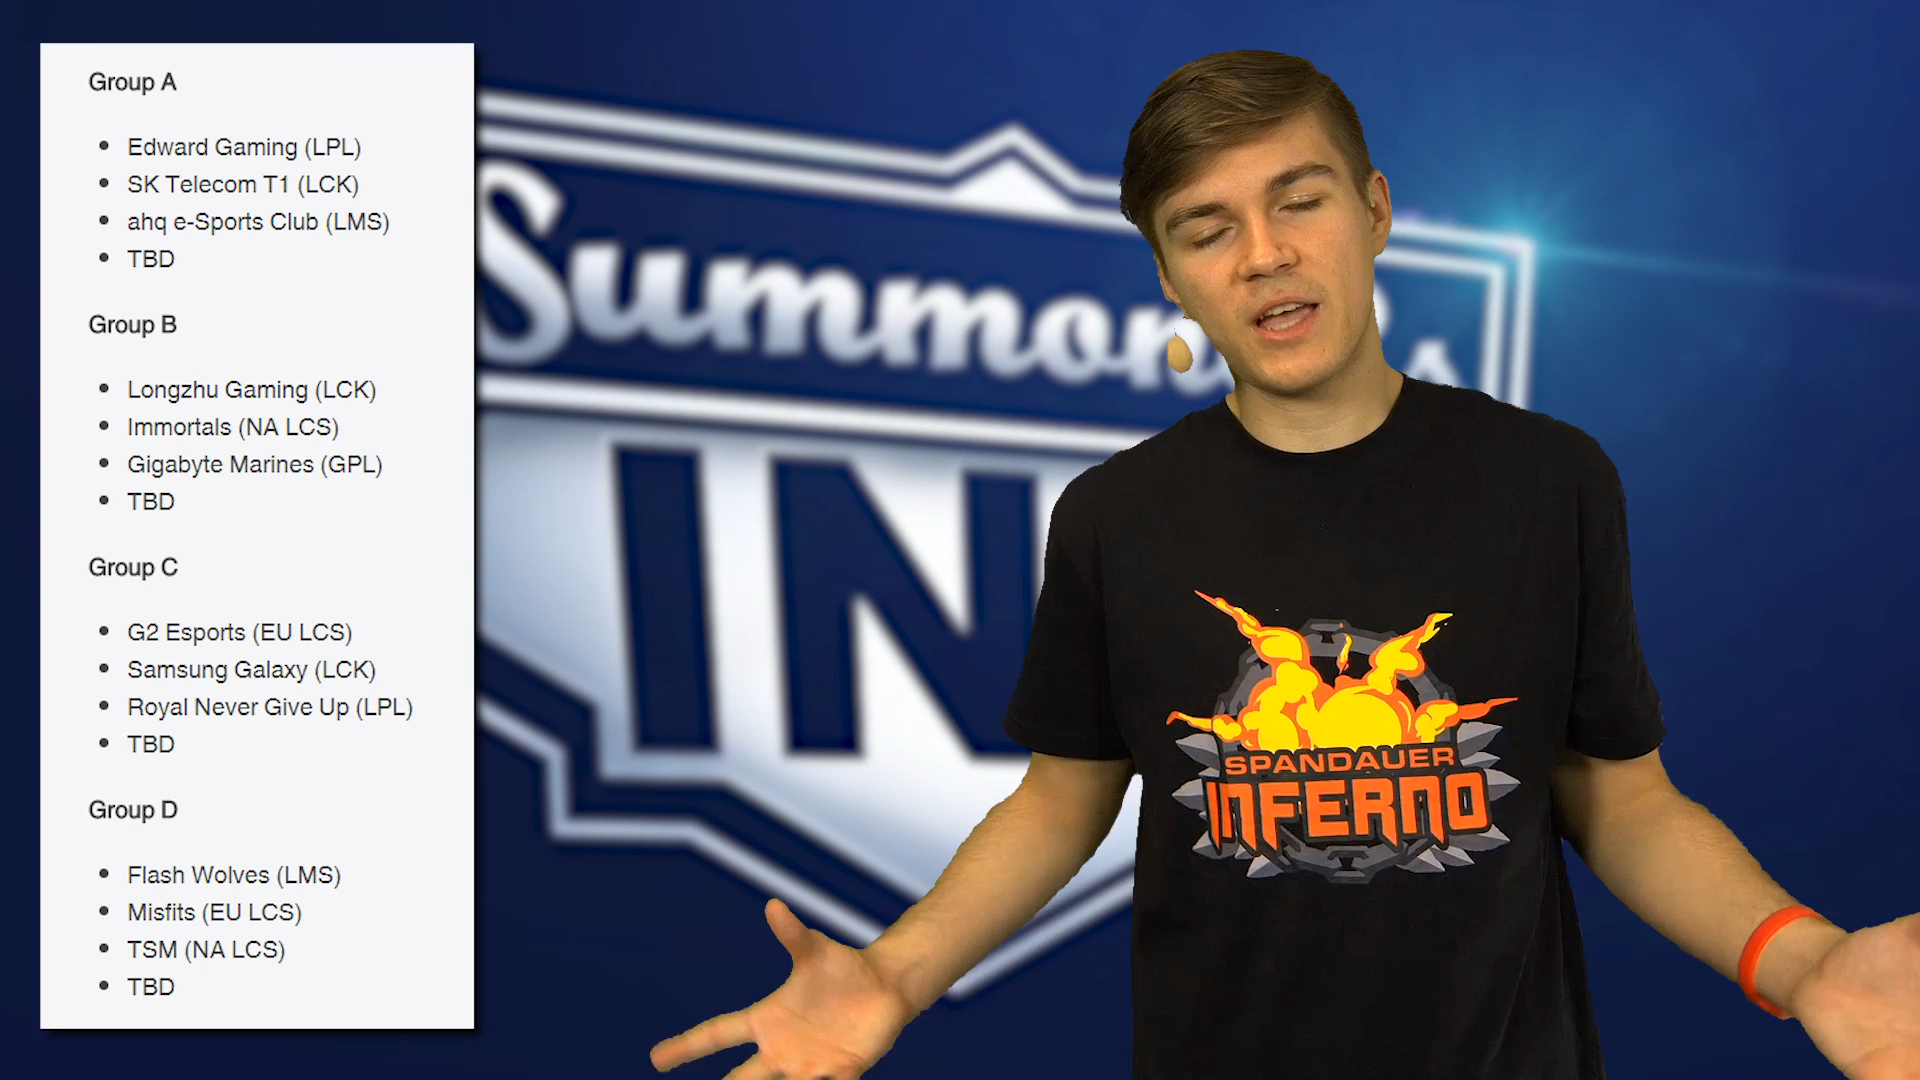 Group A
Edward Gaming (LPL)
SK Telecom T1 (LCK)
ahq e-Sports Club (LMS)
TBD
Group B
Longzhu Gaming (LCK)
Immortals (NA LCS)
Gigabyte Marines (GPL)
TBD
Group C
G2 Esports (EU LCS)
Samsung Galaxy (LCK)
Royal Never Give Up (LPL)
TBD
Group D
Flash Wolves (LMS)
Misfits (EU LCS)
TSM (NA LCS)
TBD
SPANDAUER
INFERNO